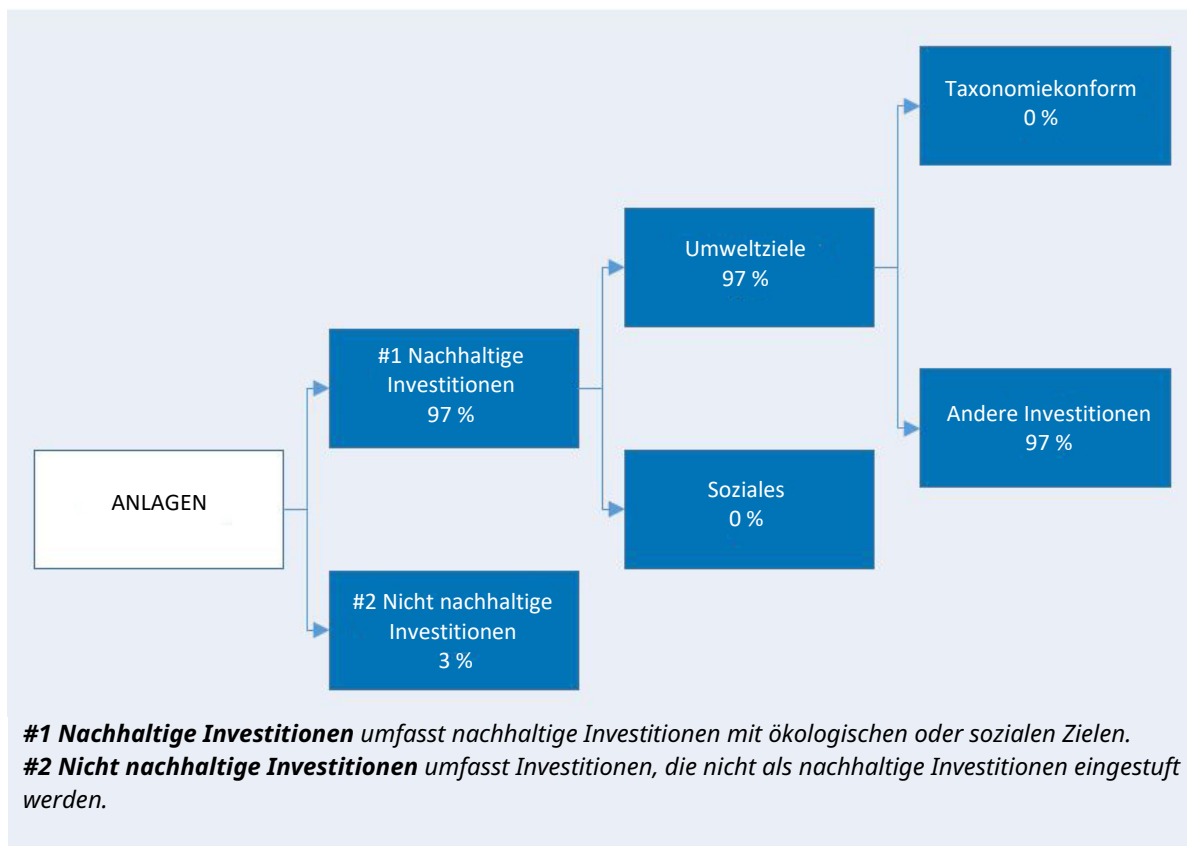 Taxonomiekonform
0 %
Umweltziele
97 %
#1 Nachhaltige
Investitionen
97 %
Andere Investitionen
97 %
ANLAGEN
Soziales
0 %
#2 Nicht nachhaltige
Investitionen
3 %
#1 Nachhaltige Investitionen umfasst nachhaltige Investitionen mit ökologischen oder sozialen Zielen.
#2 Nicht nachhaltige Investitionen umfasst Investitionen, die nicht als nachhaltige Investitionen eingestuft
werden.